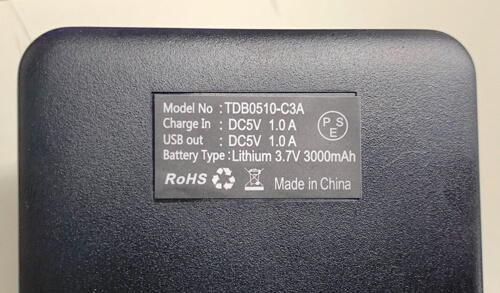 Model No : TDB0510-C3A
Charge In : DC5V 1.0 A
USB out : DC5V 1.0 A
Battery Type : Lithium 3.7V 3000mAh
P S E
RoHS Made in China